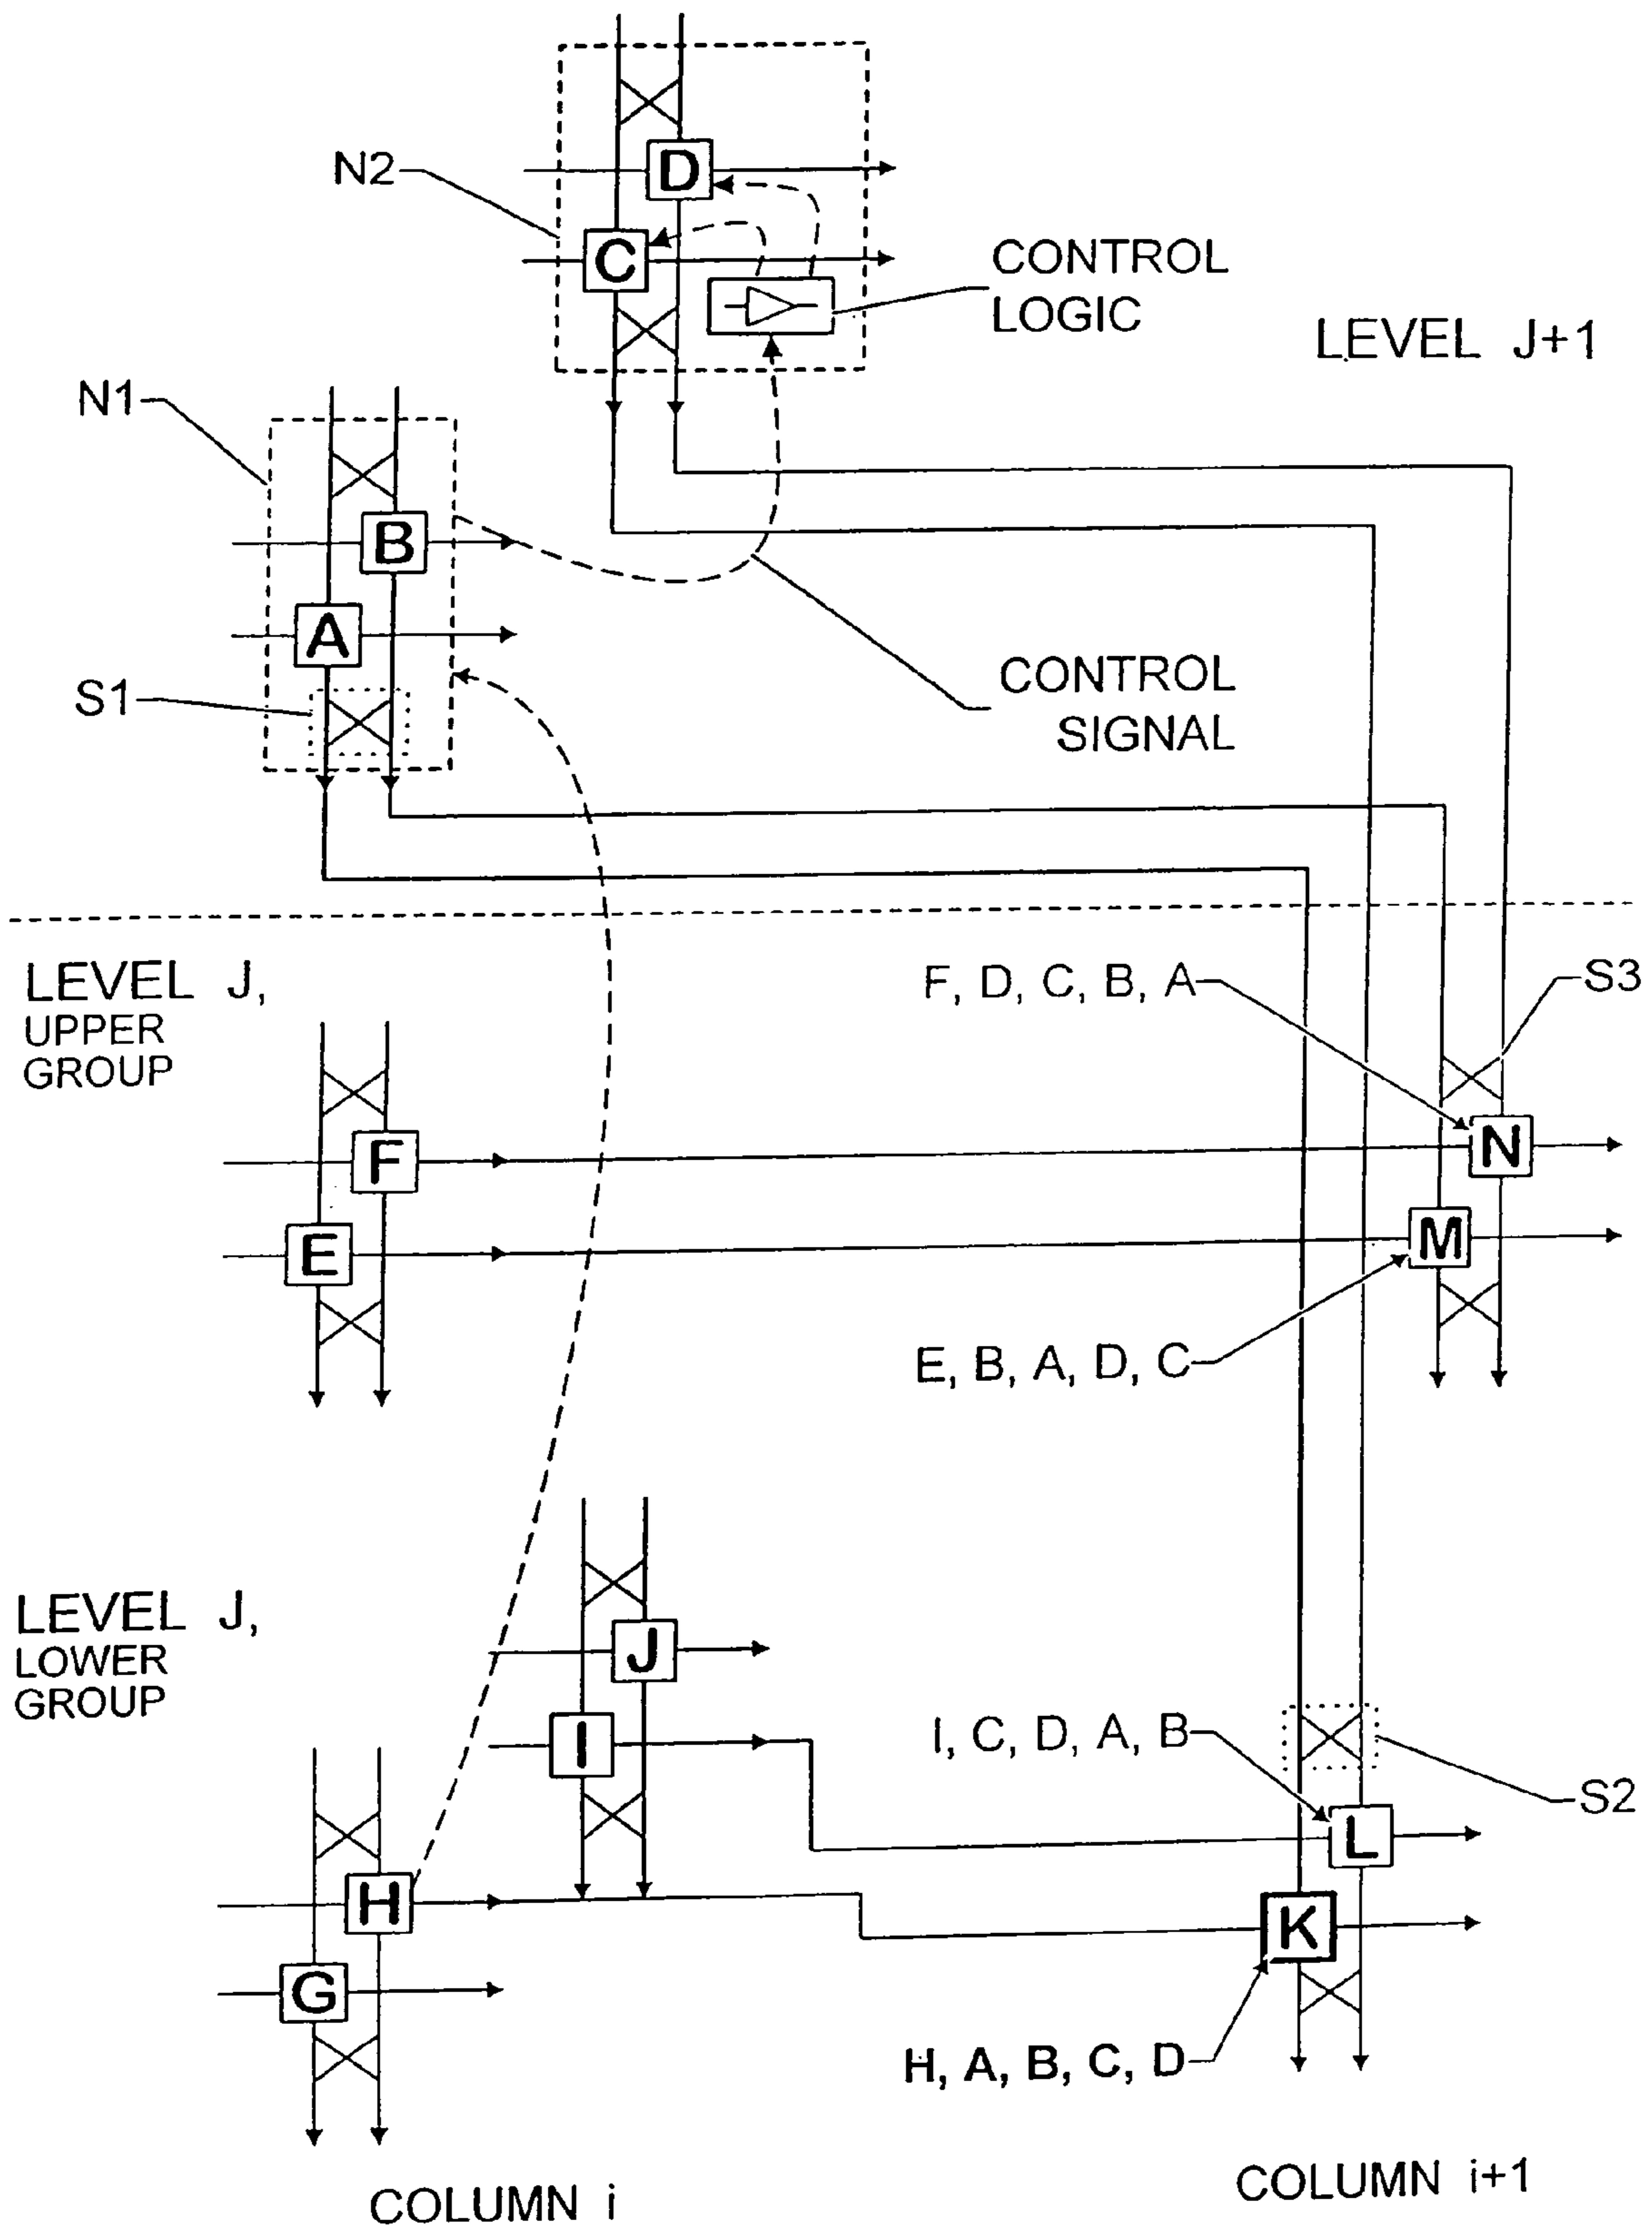 D
N2
C
CONTROL
LOGIC
LEVEL J+1
N1
B
A
CONTROL
SIGNAL
S1
LEVEL J,
UPPER
GROUP
F, D, C, B, A
S3
N
F
M
E
E, B, A, D, C
LEVEL J,
LOWER
GROUP
J
I
I, C, D, A, B
S2
L
H
K
G
H, A, B, C, D
COLUMN i
COLUMN i+1